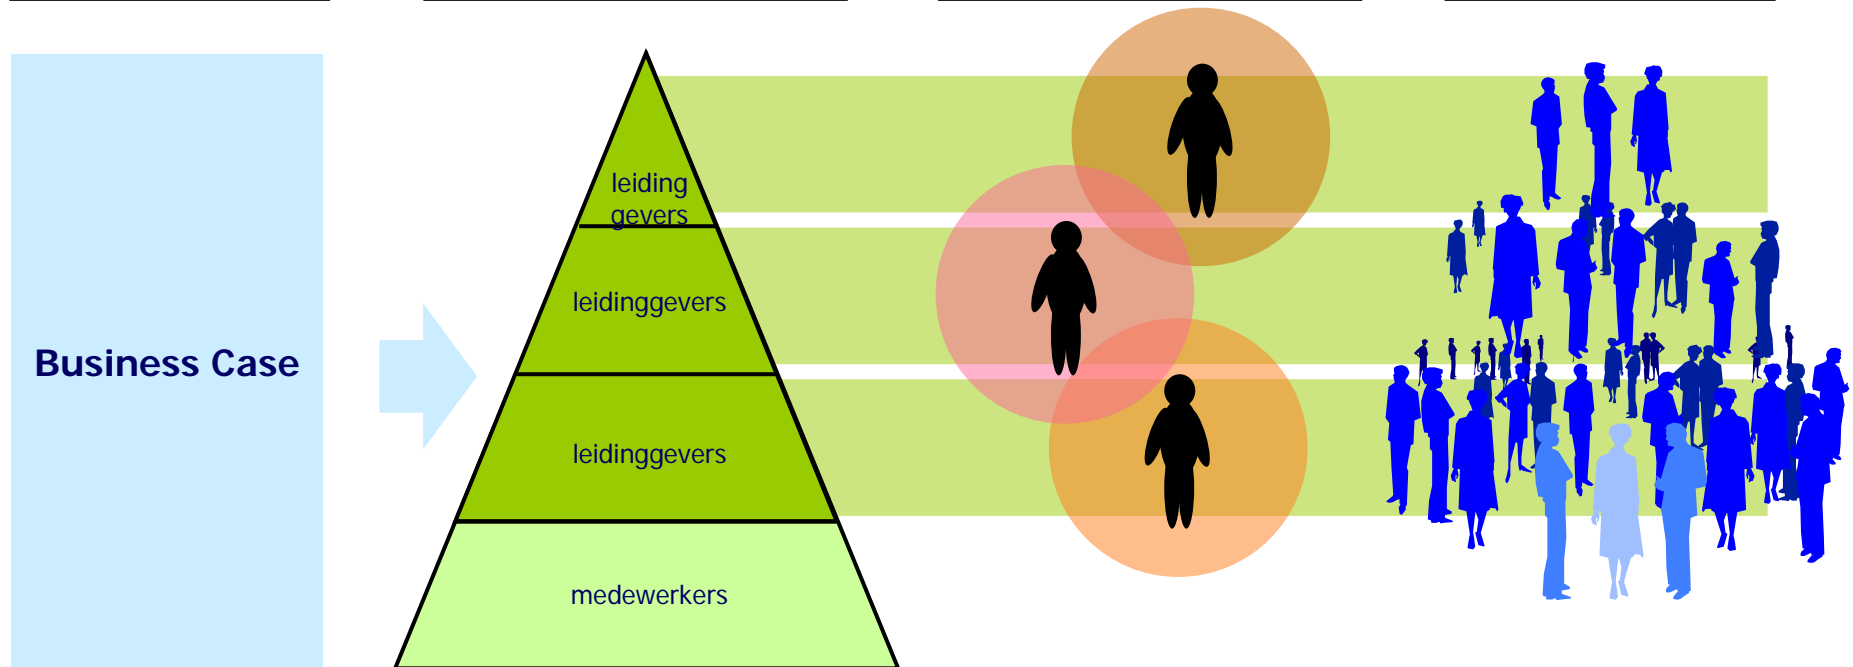 leiding
gevers
leidinggevers
Business Case
leidinggevers
medewerkers